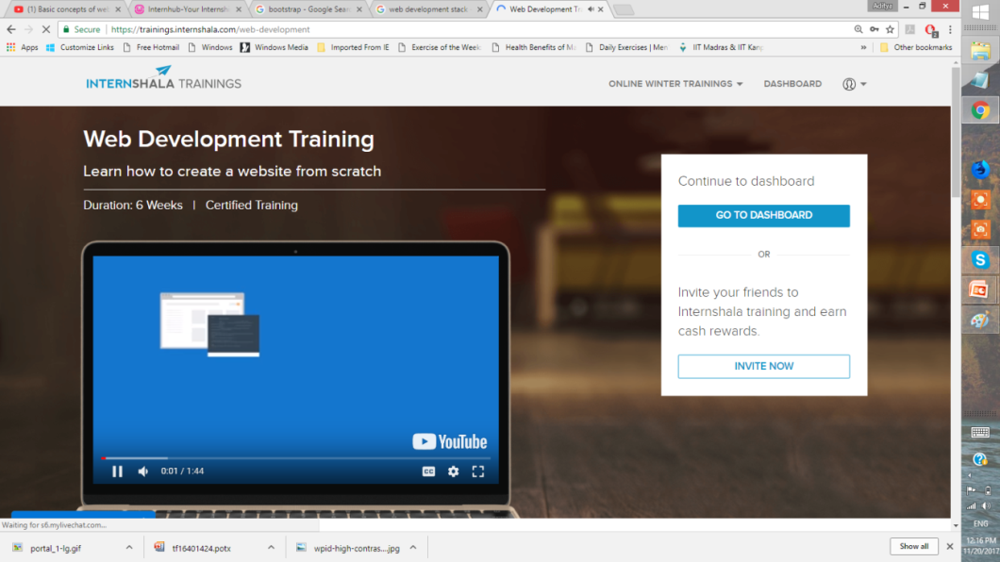 (1) Basic concepts of web
Internhub-Your Internsh
bootstrap - Google Sear
web development stack
Web Development Tr
Aditya
Secure | https://trainings.internshala.com/web-development
Apps
Customize Links
Free Hotmail
Windows
Windows Media
Imported From IE
Exercise of the Week
Health Benefits of M
Daily Exercises | Mer
IIT Madras & IIT Kan
»
Other bookmarks
INTERNSHALA TRAININGS
ONLINE WINTER TRAININGS
DASHBOARD
Web Development Training
Learn how to create a website from scratch
Duration: 6 Weeks | Certified Training
Continue to dashboard
GO TO DASHBOARD
OR
Invite your friends to
Internshala training and earn
cash rewards.
INVITE NOW
YouTube
0:01 / 1:44
CC
Waiting for s6.mylivechat.com...
portal_1-lg.gif
tf16401424.potx
wpid-high-contras....jpg
Show all
ENG
12:16 PM
11/20/2017